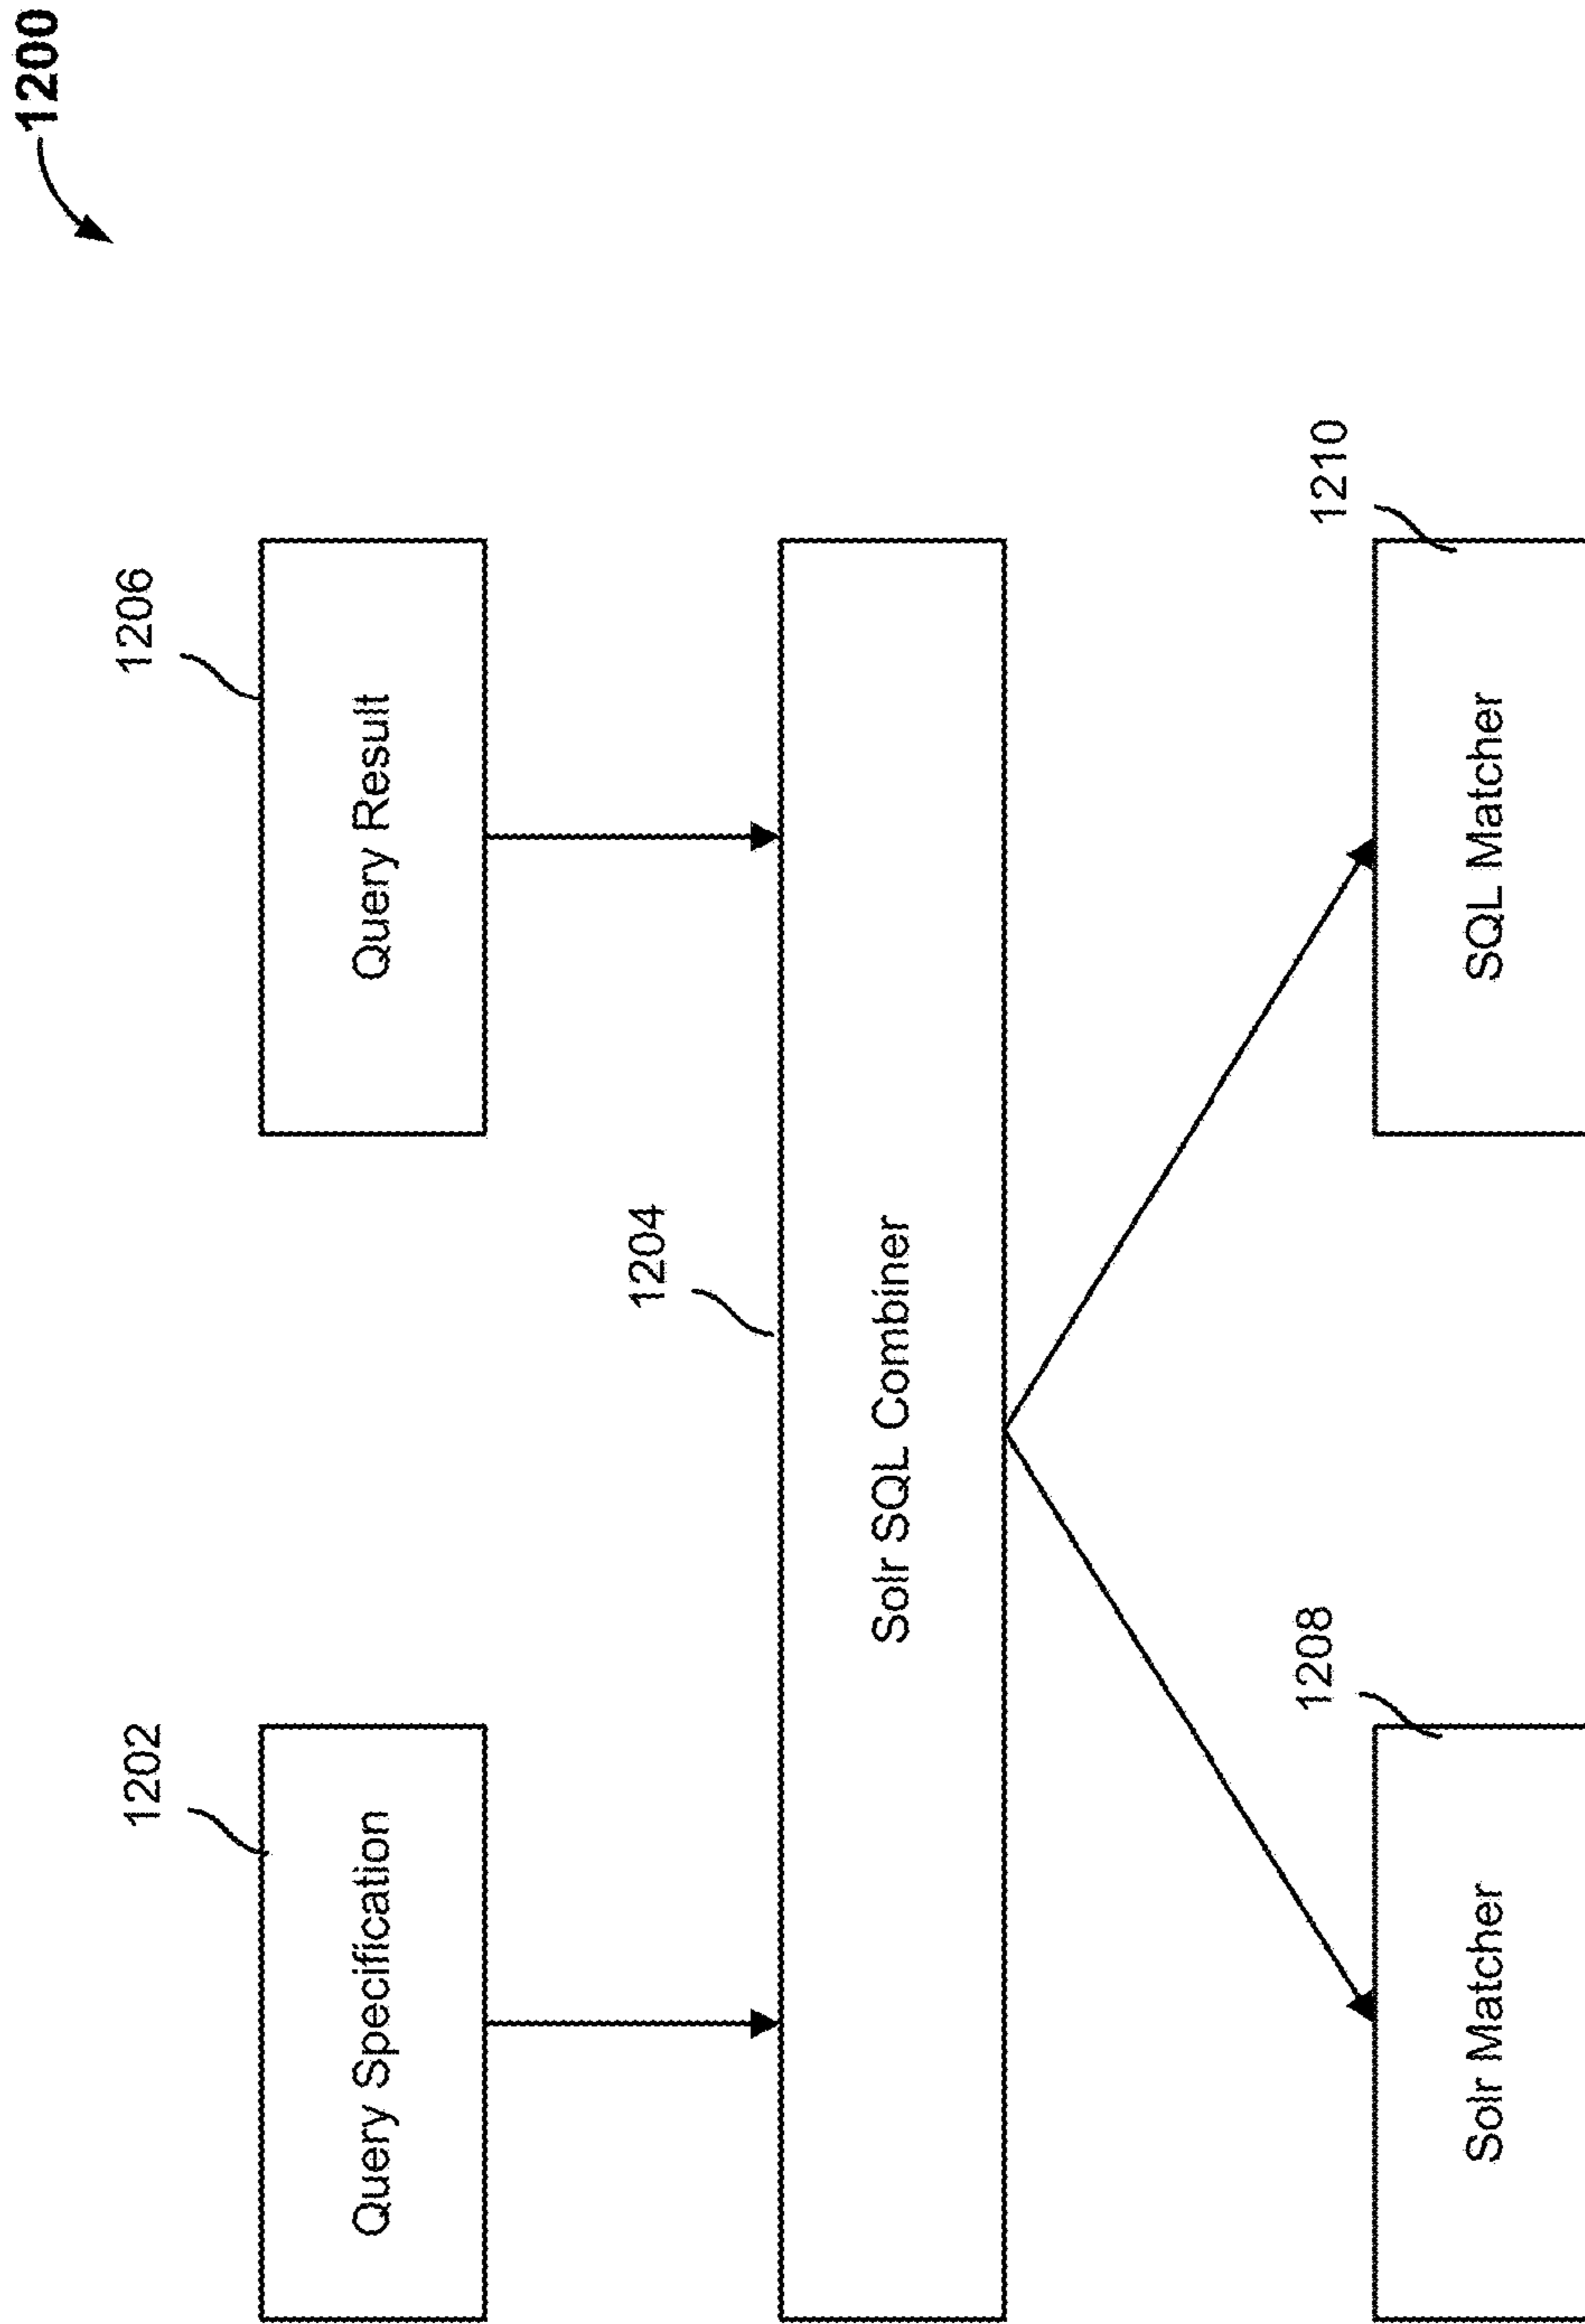 1200
1202
1206
Query Specification
Query Result
1204
Solr SQL Combiner
1208
1210
Solr Matcher
SQL Matcher